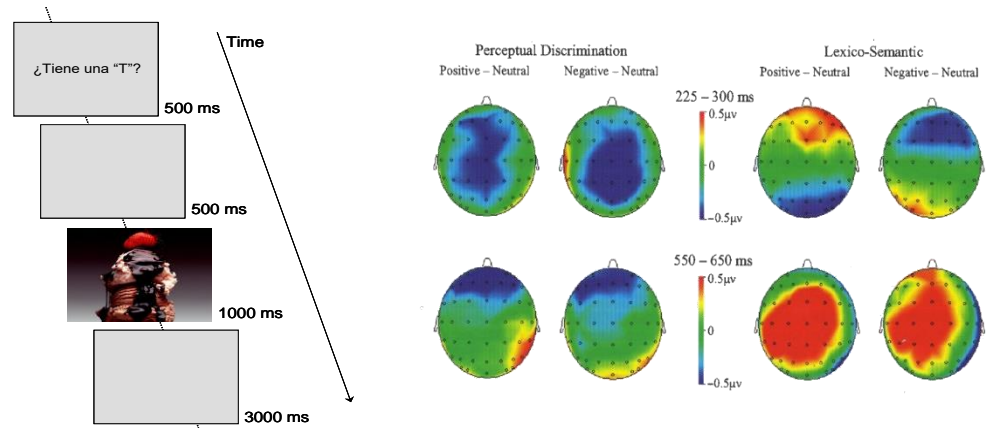 ¿Tiene una “T”?
500 ms
500 ms
1000 ms
3000 ms
Time
Perceptual Discrimination
Positive – Neutral
Negative – Neutral
Lexico-Semantic
Positive – Neutral
Negative – Neutral
225 – 300 ms
0.5µv
0
−0.5µv
550 – 650 ms
0.5µv
0
−0.5µv